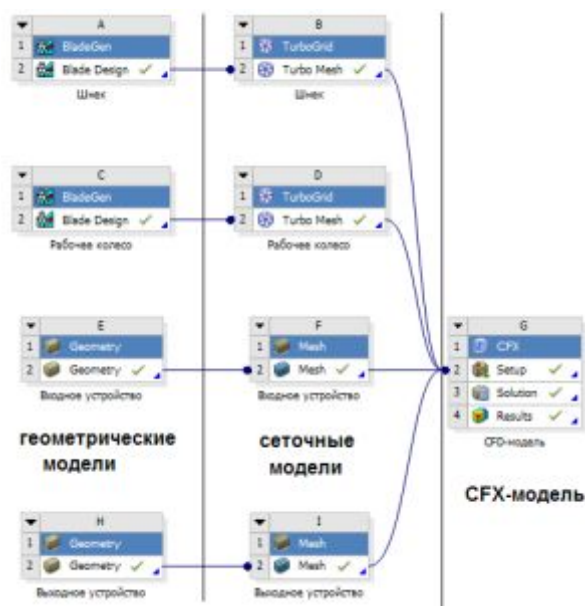 A
1 BladeGen
2 Blade Design
Шнек
B
1 TurboGrid
2 Turbo Mesh
Шнек
C
1 BladeGen
2 Blade Design
Рабочее колесо
D
1 TurboGrid
2 Turbo Mesh
Рабочее колесо
E
1 Geometry
2 Geometry
Входное устройство
F
1 Mesh
2 Mesh
Входное устройство
G
1 CFX
2 Setup
3 Solution
4 Results
CFD-модель
геометрические
модели
сеточные
модели
CFX-модель
H
1 Geometry
2 Geometry
Выходное устройство
I
1 Mesh
2 Mesh
Выходное устройство